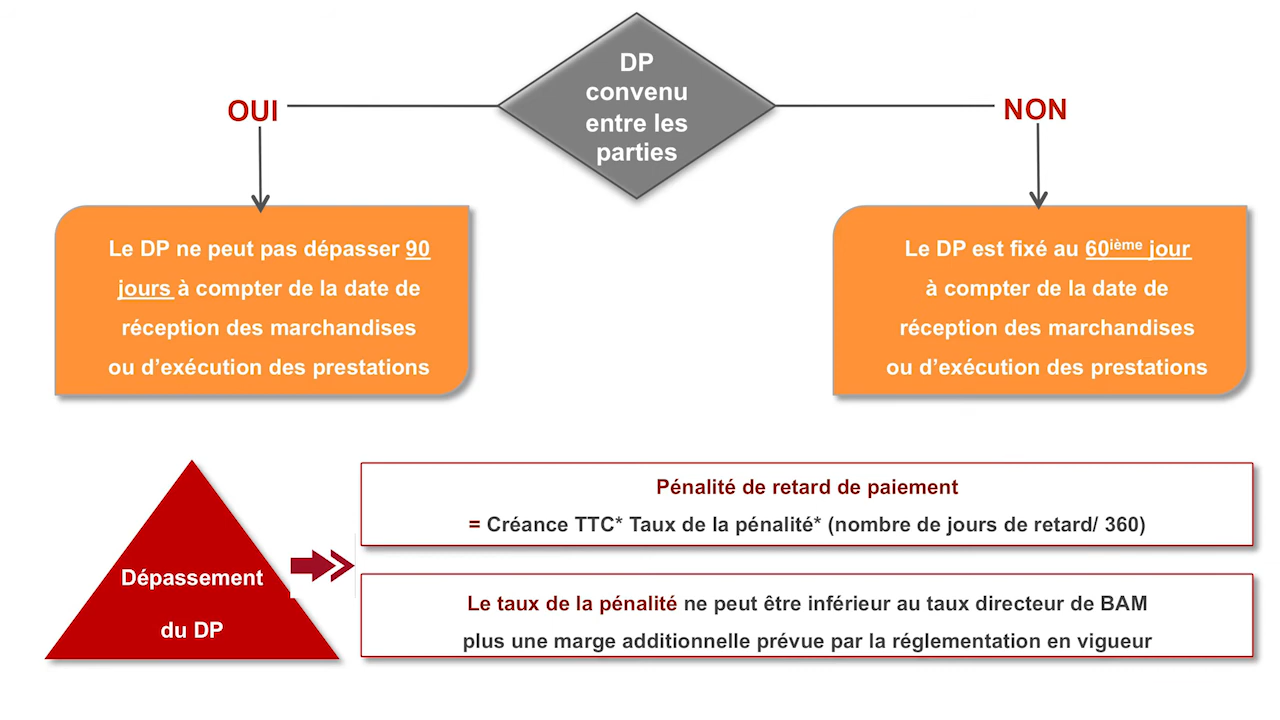 DP
convenu
entre les
parties
OUI
NON
Le DP ne peut pas dépasser 90
jours à compter de la date de
réception des marchandises
ou d’exécution des prestations
Le DP est fixé au 60ième jour
à compter de la date de
réception des marchandises
ou d’exécution des prestations
Dépassement
du DP
Pénalité de retard de paiement
= Créance TTC* Taux de la pénalité* (nombre de jours de retard/ 360)
Le taux de la pénalité ne peut être inférieur au taux directeur de BAM
plus une marge additionnelle prévue par la réglementation en vigueur